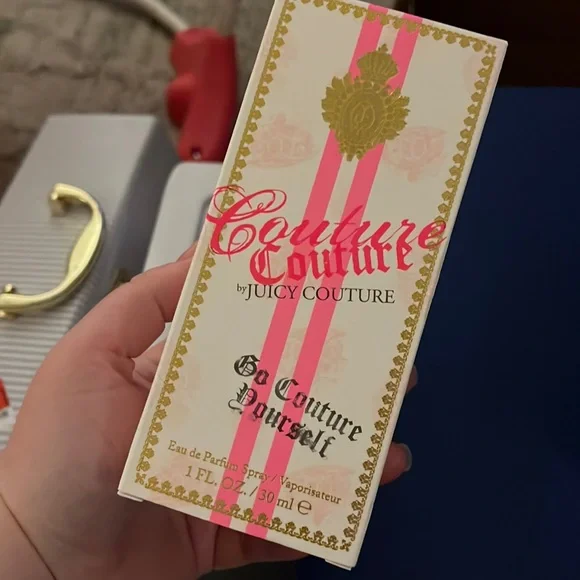 Couture
Couture
by JUICY COUTURE
Go Couture
Yourself
Eau de Parfum Spray / Vaporisateur
1 FL. OZ. / 30 ml ℮